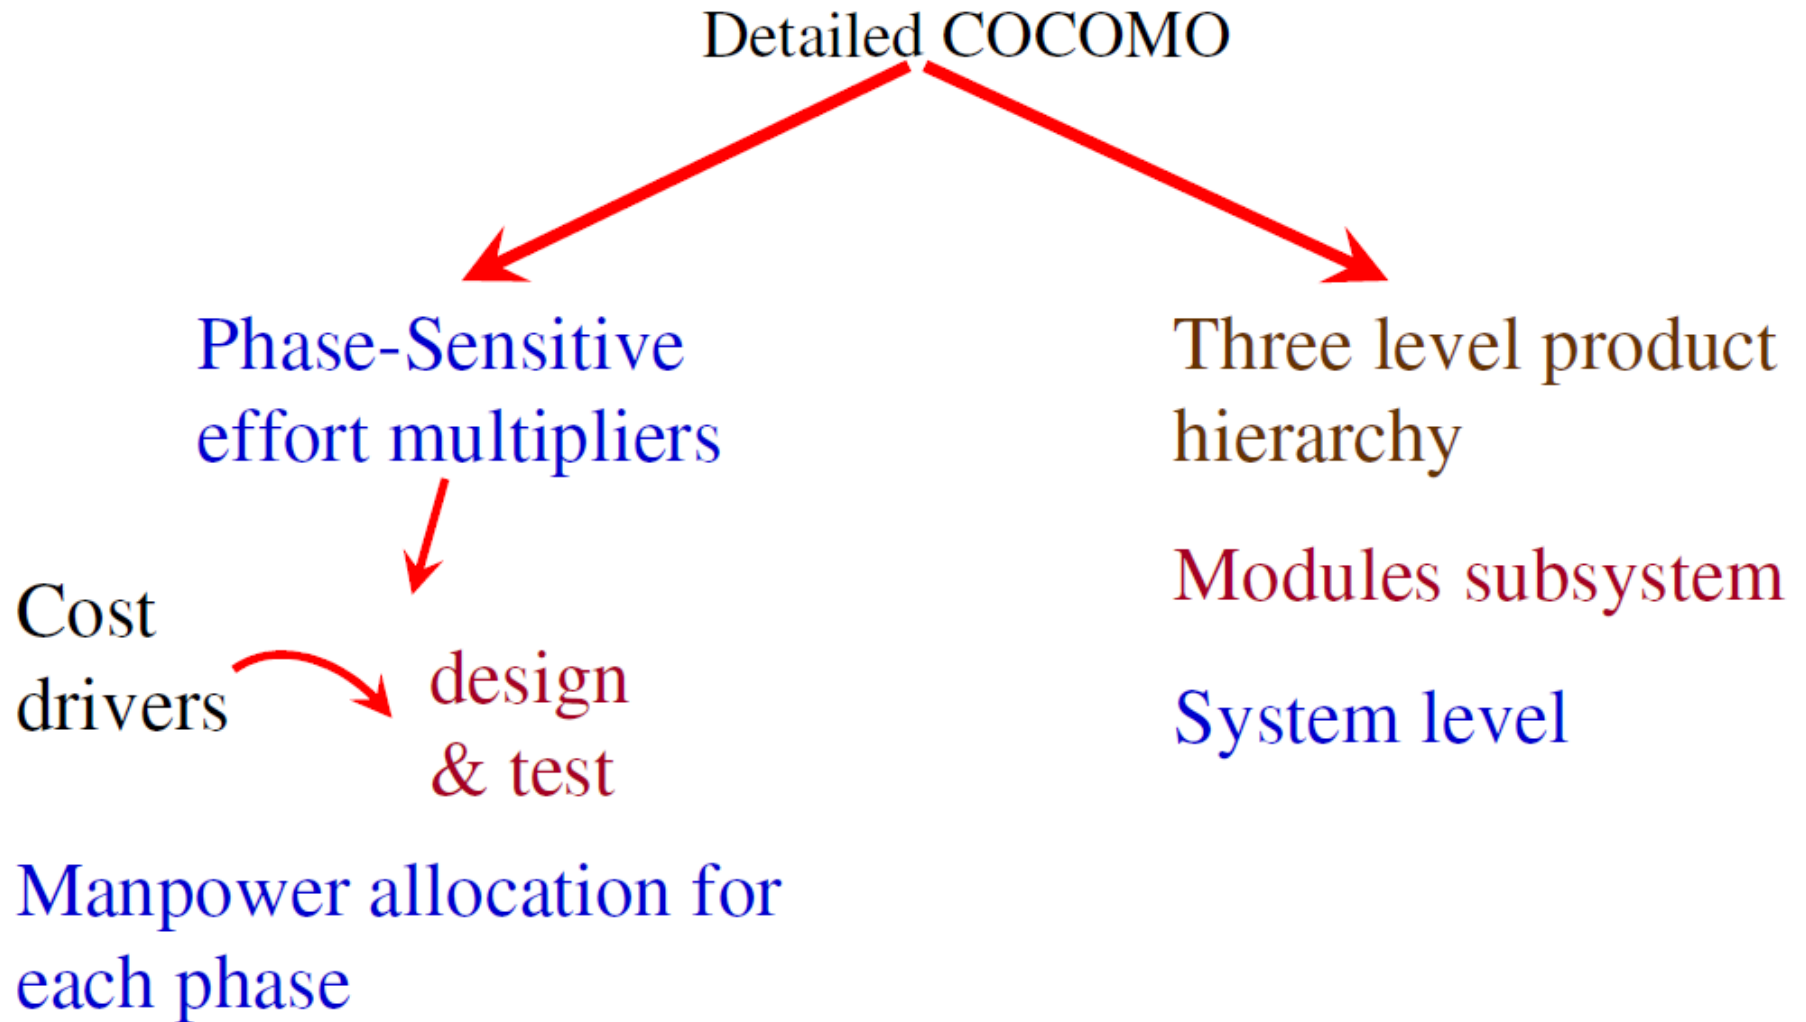 Detailed COCOMO
Phase-Sensitive
effort multipliers
Three level product
hierarchy
Modules subsystem
System level
Cost
drivers
design
& test
Manpower allocation for
each phase